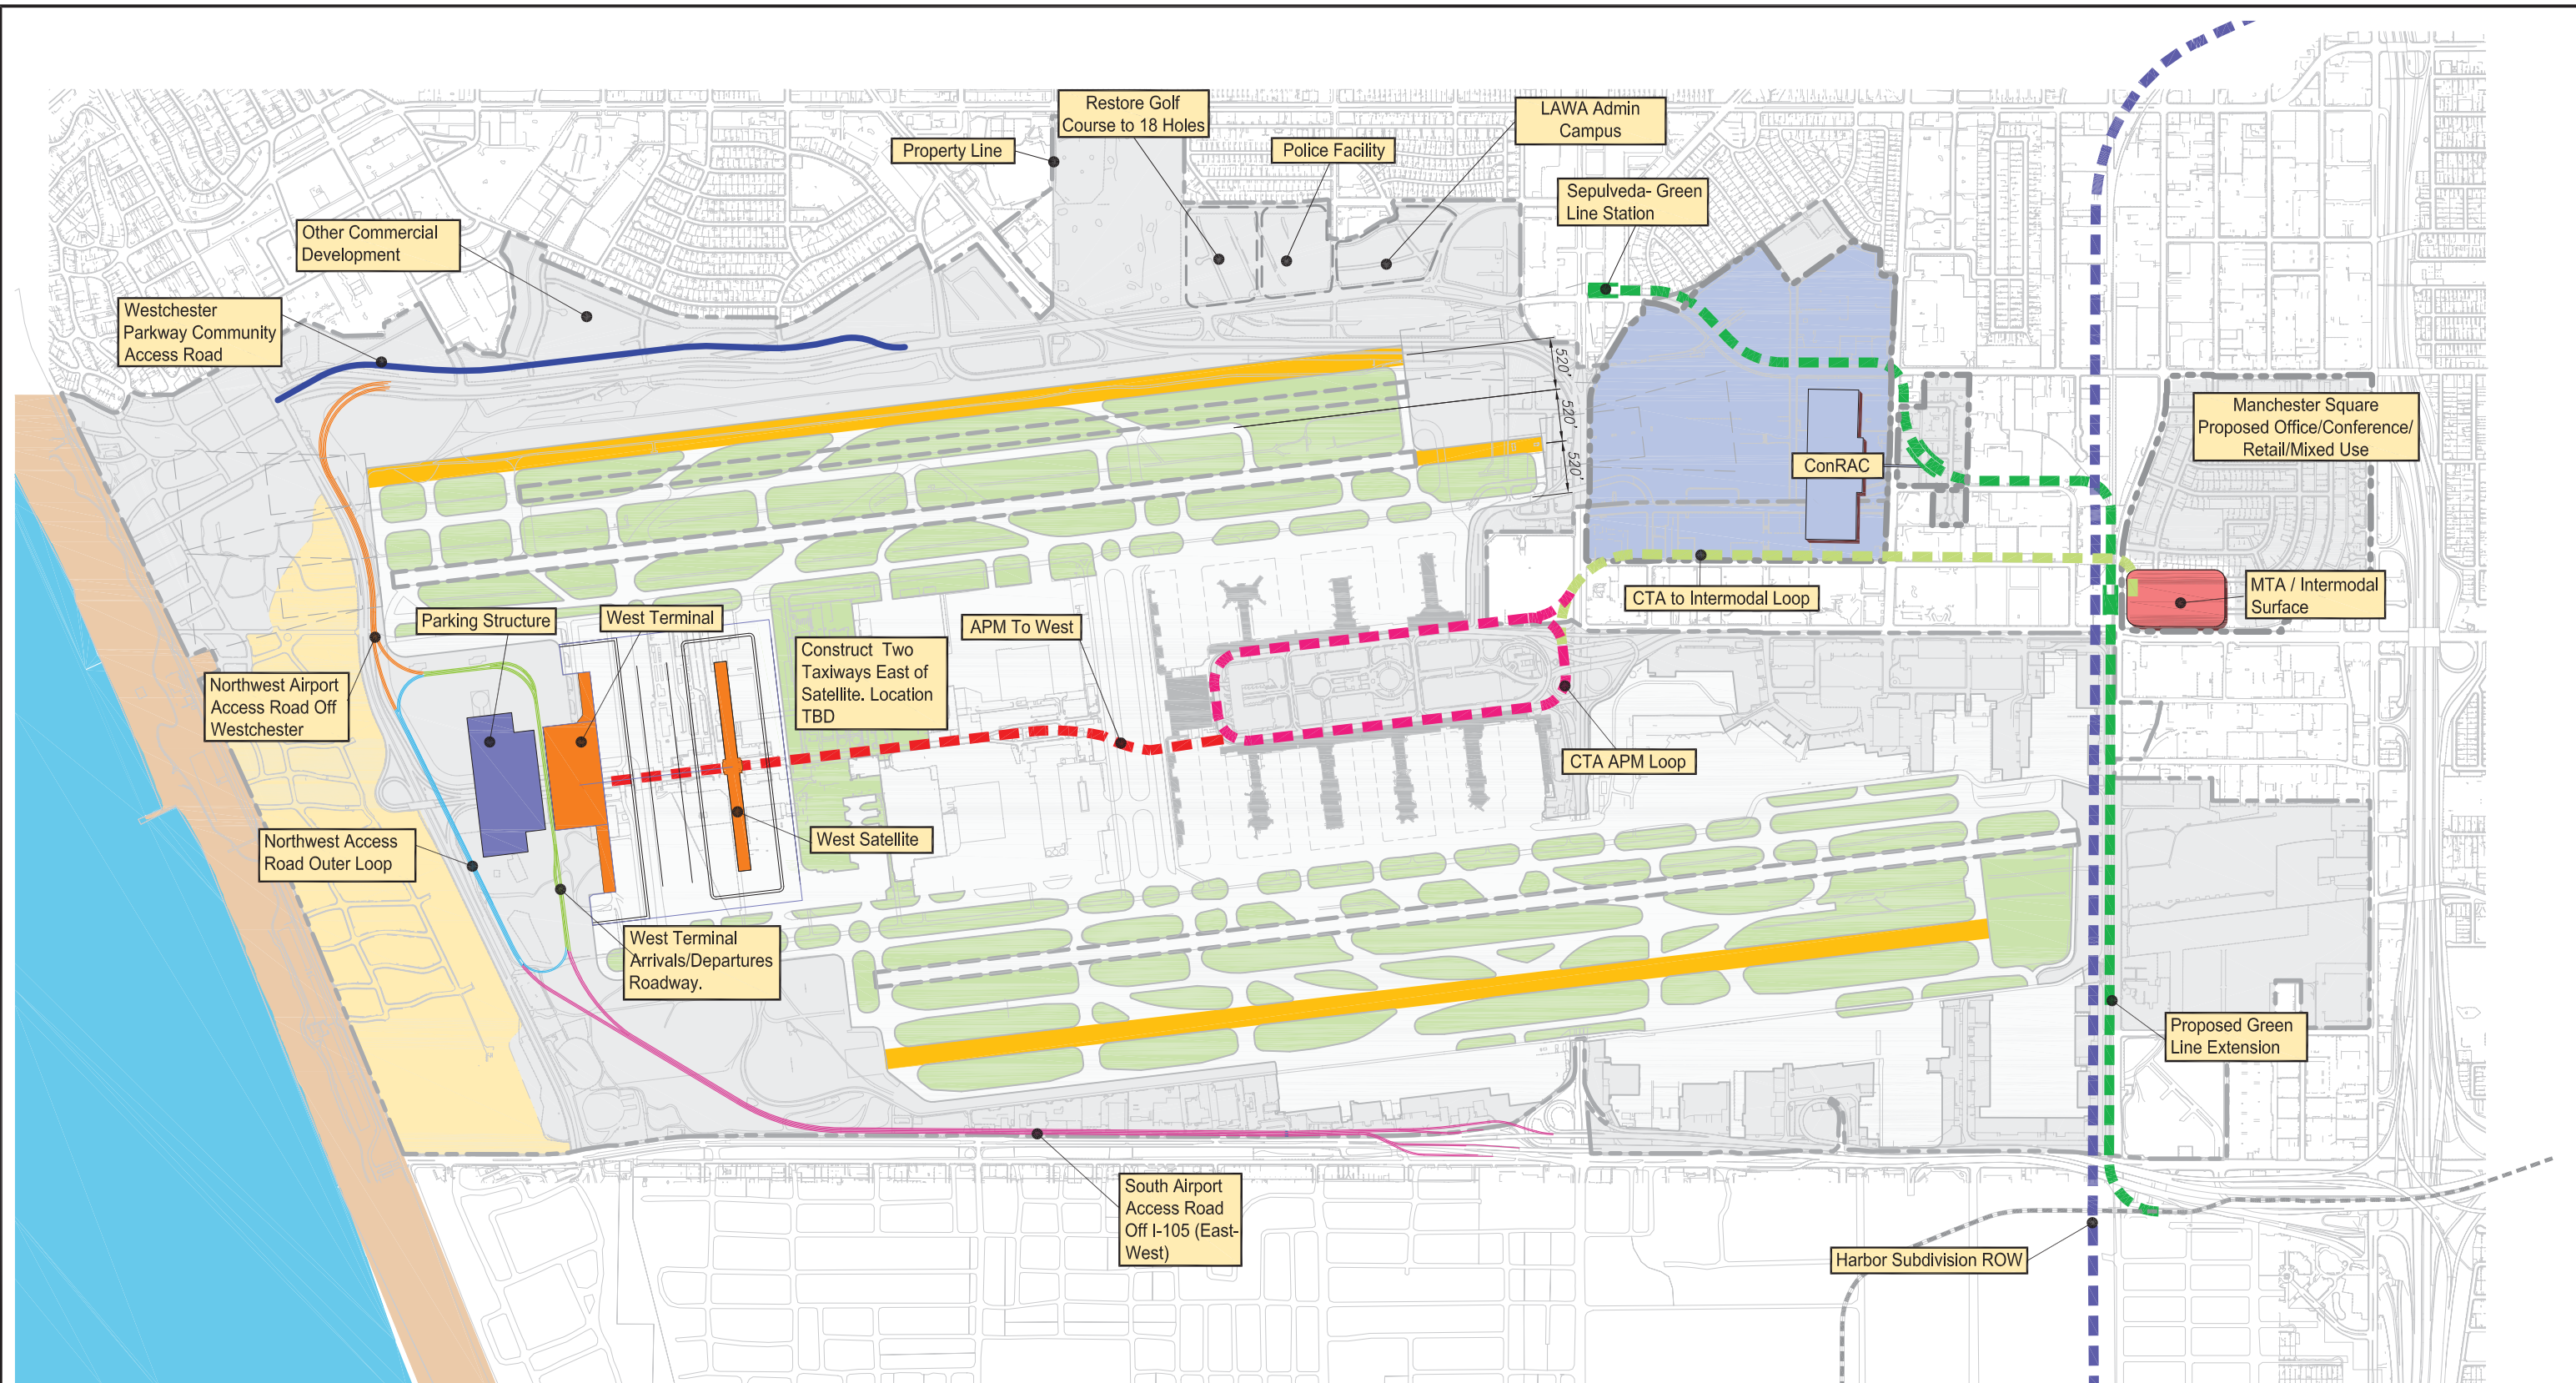 Restore Golf
Course to 18 Holes
LAWA Admin
Campus
Property Line
Police Facility
Sepulveda- Green
Line Station
Other Commercial
Development
Westchester
Parkway Community
Access Road
520'
520'
520'
Manchester Square
Proposed Office/Conference/
Retail/Mixed Use
ConRAC
CTA to Intermodal Loop
MTA / Intermodal
Surface
Parking Structure
West Terminal
APM To West
Construct Two
Taxiways East of
Satellite. Location
TBD
Northwest Airport
Access Road Off
Westchester
CTA APM Loop
West Satellite
Northwest Access
Road Outer Loop
West Terminal
Arrivals/Departures
Roadway.
Proposed Green
Line Extension
South Airport
Access Road
Off I-105 (East-
West)
Harbor Subdivision ROW